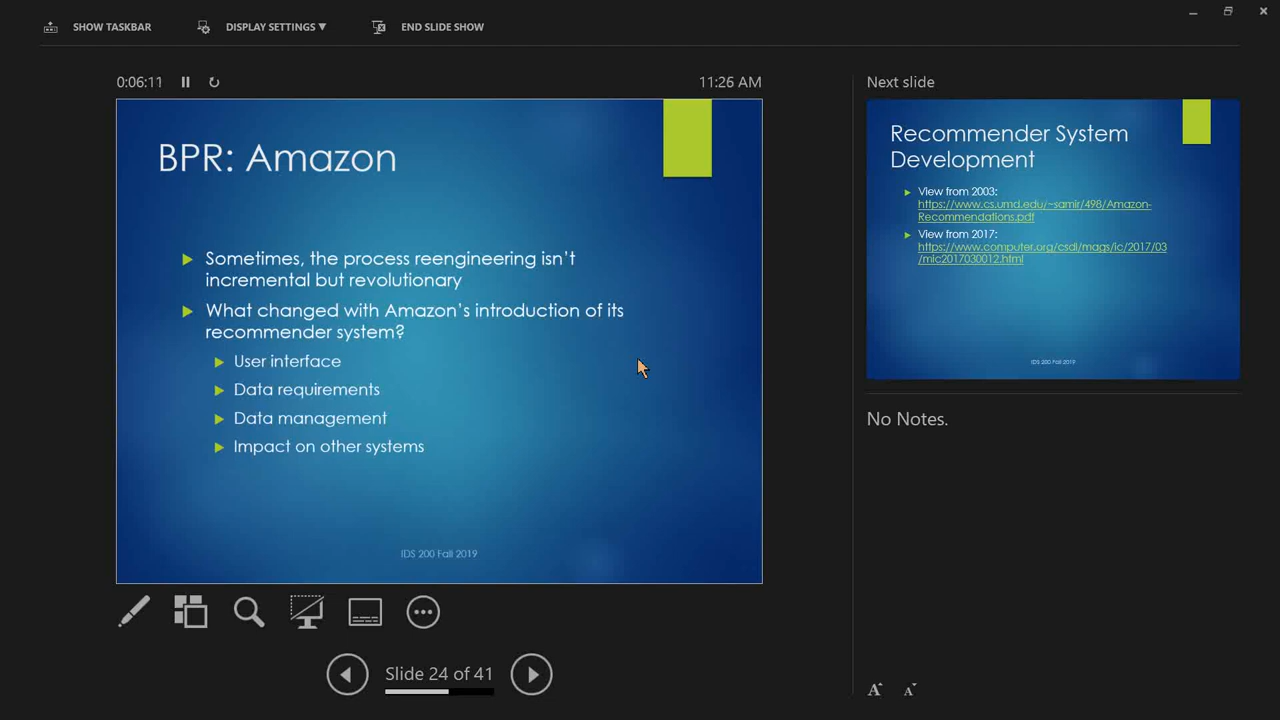 SHOW TASKBAR
DISPLAY SETTINGS ▼
END SLIDE SHOW
0:06:11
11:26 AM
BPR: Amazon
Sometimes, the process reengineering isn't
incremental but revolutionary
What changed with Amazon's introduction of its
recommender system?
User interface
Data requirements
Data management
Impact on other systems
IDS 200 Fall 2019
Slide 24 of 41
Next slide
Recommender System
Development
View from 2003:
https://www.cs.umd.edu/~samir/498/Amazon-
Recommendations.pdf
View from 2017:
https://www.computer.org/csdl/mags/ic/2017/03
/mic2017030012.html
IDS 200 Fall 2019
No Notes.
A A